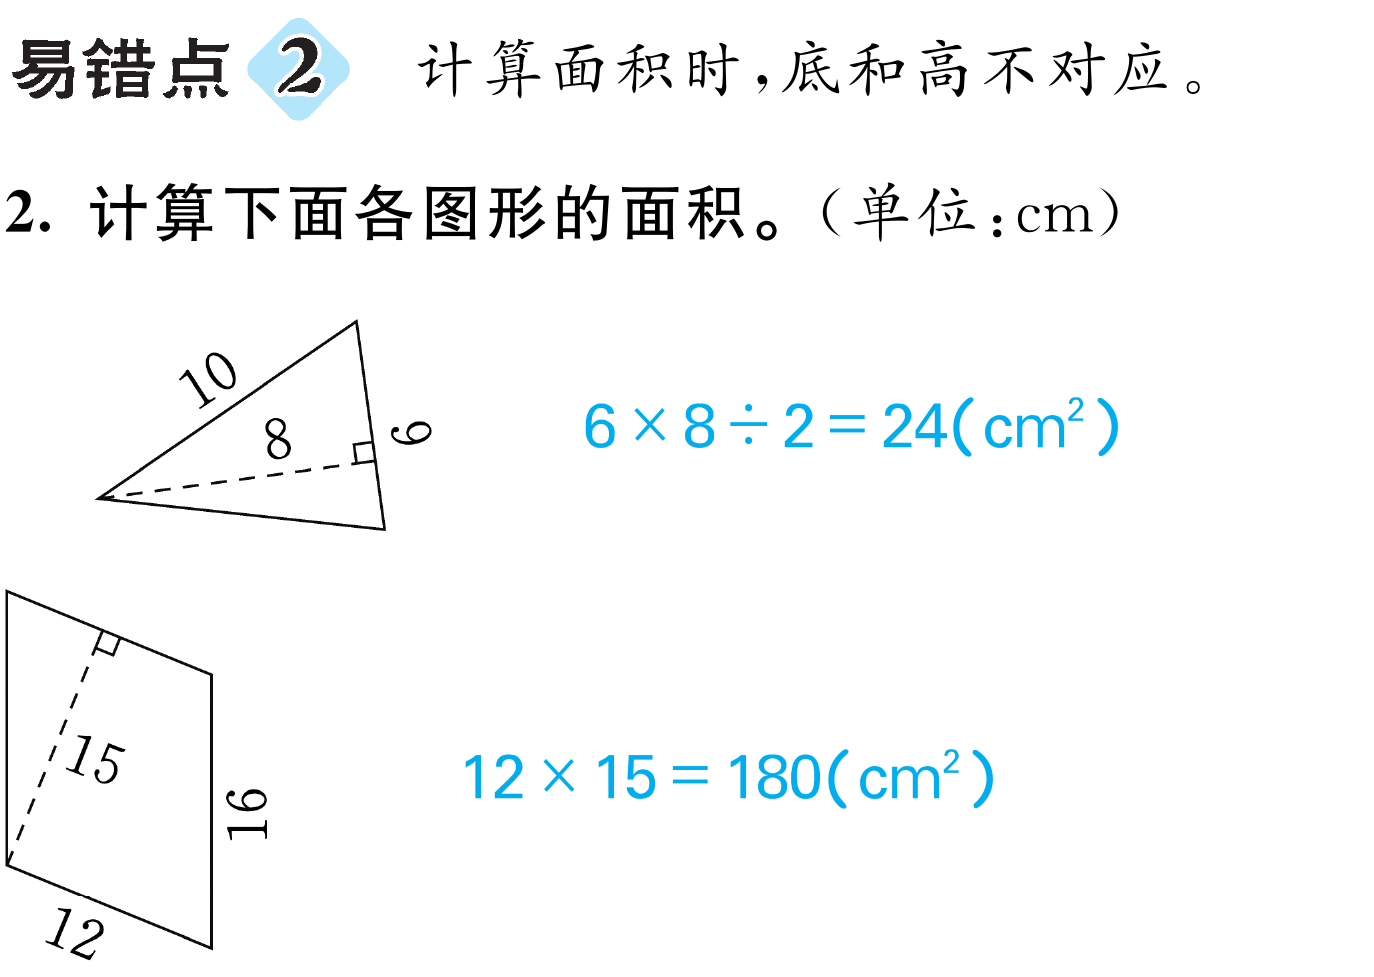 易错点 2 计算面积时,底和高不对应。
2. 计算下面各图形的面积。(单位:cm)
10
8
6
6×8÷2=24(cm²)
15
16
12×15=180(cm²)
12